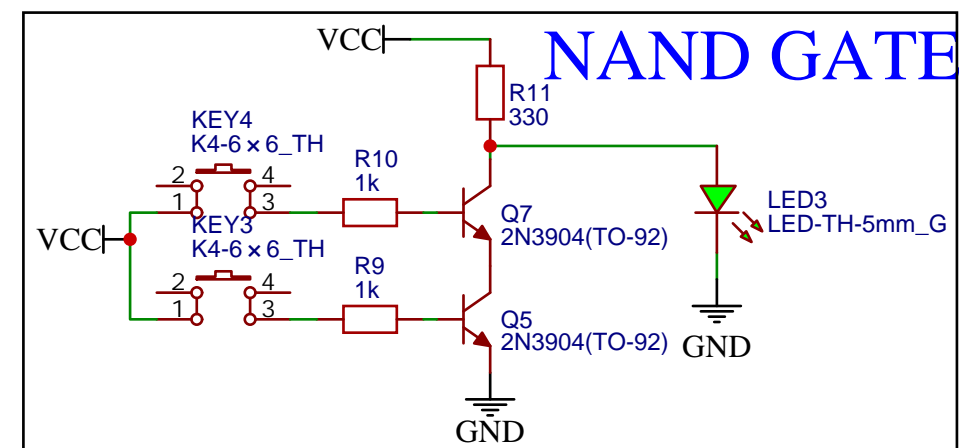 NAND GATE
VCC
R11
330
KEY4
K4-6×6_TH
2 4
1 3
R10
1k
Q7
2N3904(TO-92)
LED3
LED-TH-5mm_G
VCC
KEY3
K4-6×6_TH
2 4
1 3
R9
1k
Q5
2N3904(TO-92)
GND
GND